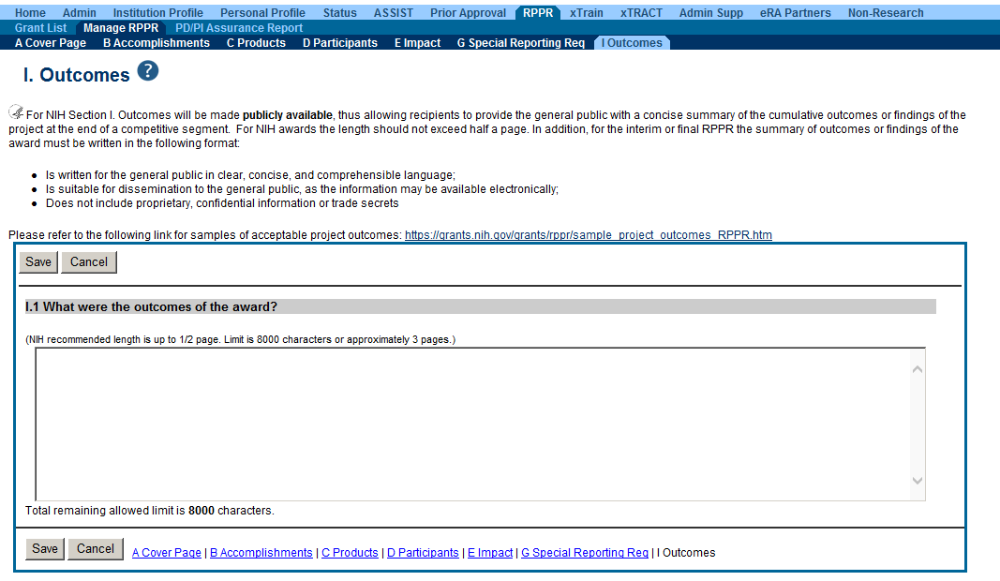 Home Admin Institution Profile Personal Profile Status ASSIST Prior Approval RPPR xTrain xTRACT Admin Supp eRA Partners Non-Research
Grant List Manage RPPR PD/PI Assurance Report
A Cover Page B Accomplishments C Products D Participants E Impact G Special Reporting Req I Outcomes
I. Outcomes ?
For NIH Section I. Outcomes will be made publicly available, thus allowing recipients to provide the general public with a concise summary of the cumulative outcomes or findings of the
project at the end of a competitive segment. For NIH awards the length should not exceed half a page. In addition, for the interim or final RPPR the summary of outcomes or findings of the
award must be written in the following format:
• Is written for the general public in clear, concise, and comprehensible language;
• Is suitable for dissemination to the general public, as the information may be available electronically;
• Does not include proprietary, confidential information or trade secrets
Please refer to the following link for samples of acceptable project outcomes: https://grants.nih.gov/grants/rppr/sample_project_outcomes_RPPR.htm
Save Cancel
I.1 What were the outcomes of the award?
(NIH recommended length is up to 1/2 page. Limit is 8000 characters or approximately 3 pages.)
Total remaining allowed limit is 8000 characters.
Save Cancel A Cover Page | B Accomplishments | C Products | D Participants | E Impact | G Special Reporting Req | I Outcomes